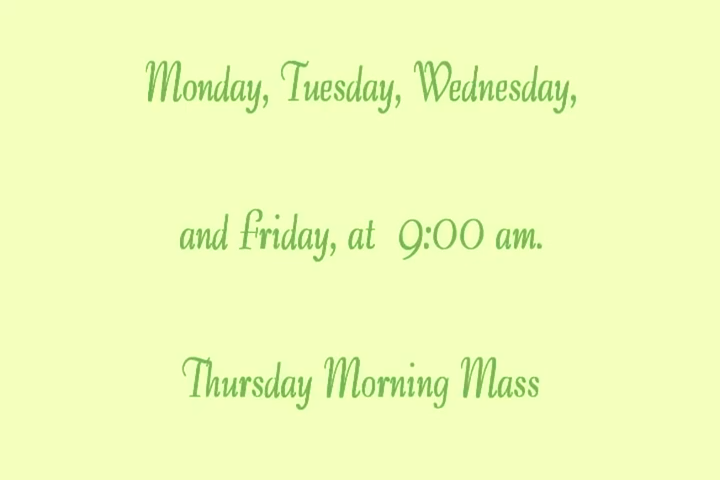 Monday, Tuesday, Wednesday,
and Friday, at 9:00 am.
Thursday Morning Mass